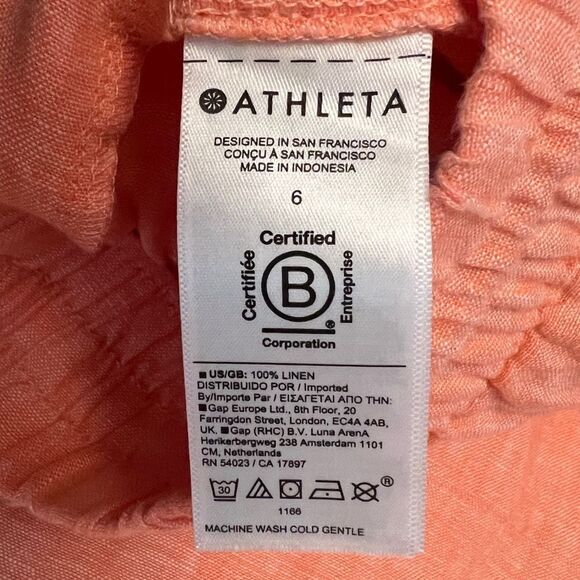 ATHLETA
DESIGNED IN SAN FRANCISCO
CONÇU À SAN FRANCISCO
MADE IN INDONESIA
6
Certified
Certifiée
B
Entreprise
®
Corporation
■ US/GB: 100% LINEN
DISTRIBUIDO POR / Imported
By/Importe Par / ΕΙΣΑΓΕΤΑΙ ΑΠΟ ΤΗΝ:
■ Gap Europe Ltd., 8th Floor, 20
Farringdon Street, London, EC4A 4AB,
UK. ■ Gap (RHC) B.V. Luna ArenA
Herikerbergweg 238 Amsterdam 1101
CM, Netherlands
RN 54023 / CA 17897
30 ®
1166
MACHINE WASH COLD GENTLE